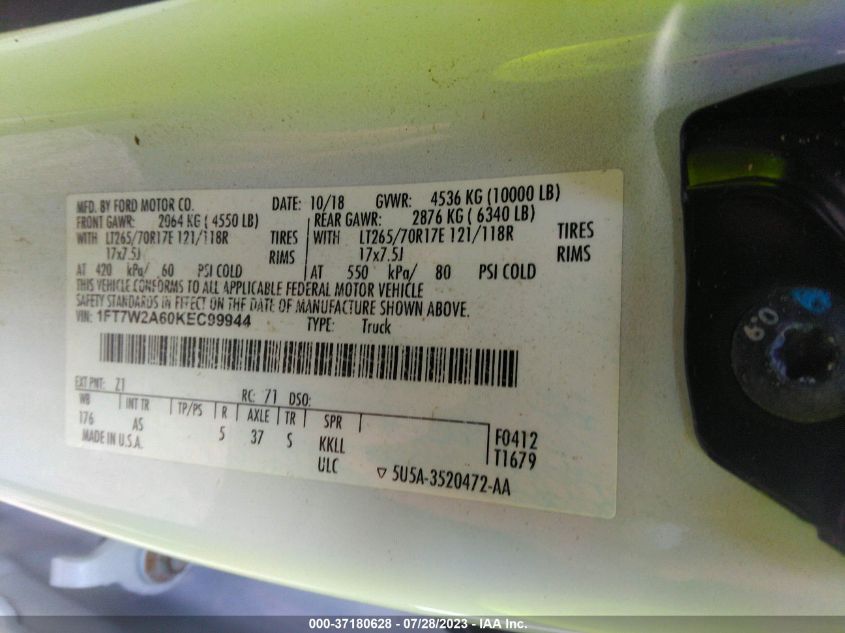 MFD. BY FORD MOTOR CO. DATE: 10/18 GVWR: 4536 KG (10000 LB)
FRONT GAWR: 2064 KG ( 4550 LB) REAR GAWR: 2876 KG ( 6340 LB)
WITH LT265/70R17E 121/118R TIRES WITH LT265/70R17E 121/118R TIRES
17x7.5J RIMS 17x7.5J RIMS
AT 420 kPa/ 60 PSI COLD AT 550 kPa/ 80 PSI COLD
THIS VEHICLE CONFORMS TO ALL APPLICABLE FEDERAL MOTOR VEHICLE
SAFETY STANDARDS IN EFFECT ON THE DATE OF MANUFACTURE SHOWN ABOVE.
VIN: 1FT7W2A60KEC99944 TYPE: Truck
EXT PNT: Z1 RC: 71 DSO:
WB INT TR TP/PS R AXLE TR SPR
176 AS 5 37 S KKLL F0412
MADE IN U.S.A. ULC T1679
▽ 5U5A-3520472-AA
0.9
000-37180628 - 07/28/2023 - IAA Inc.